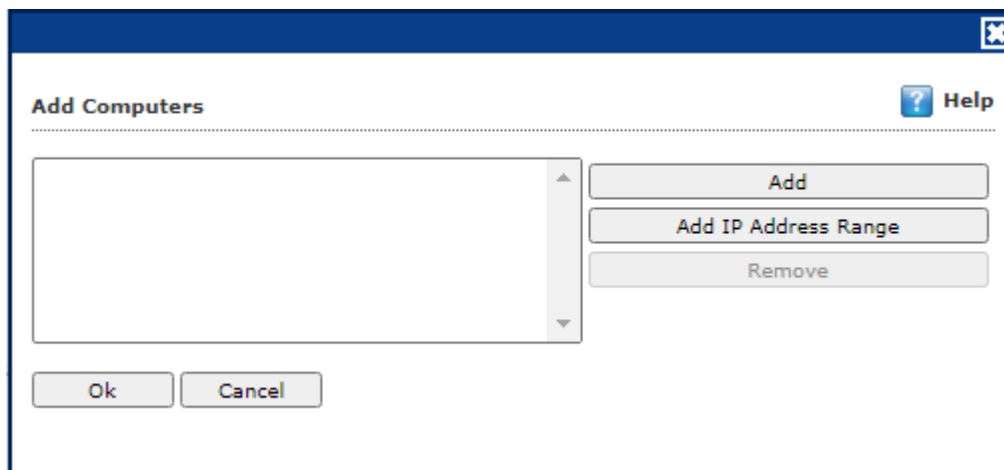 Add Computers
? Help
Add
Add IP Address Range
Remove
Ok
Cancel